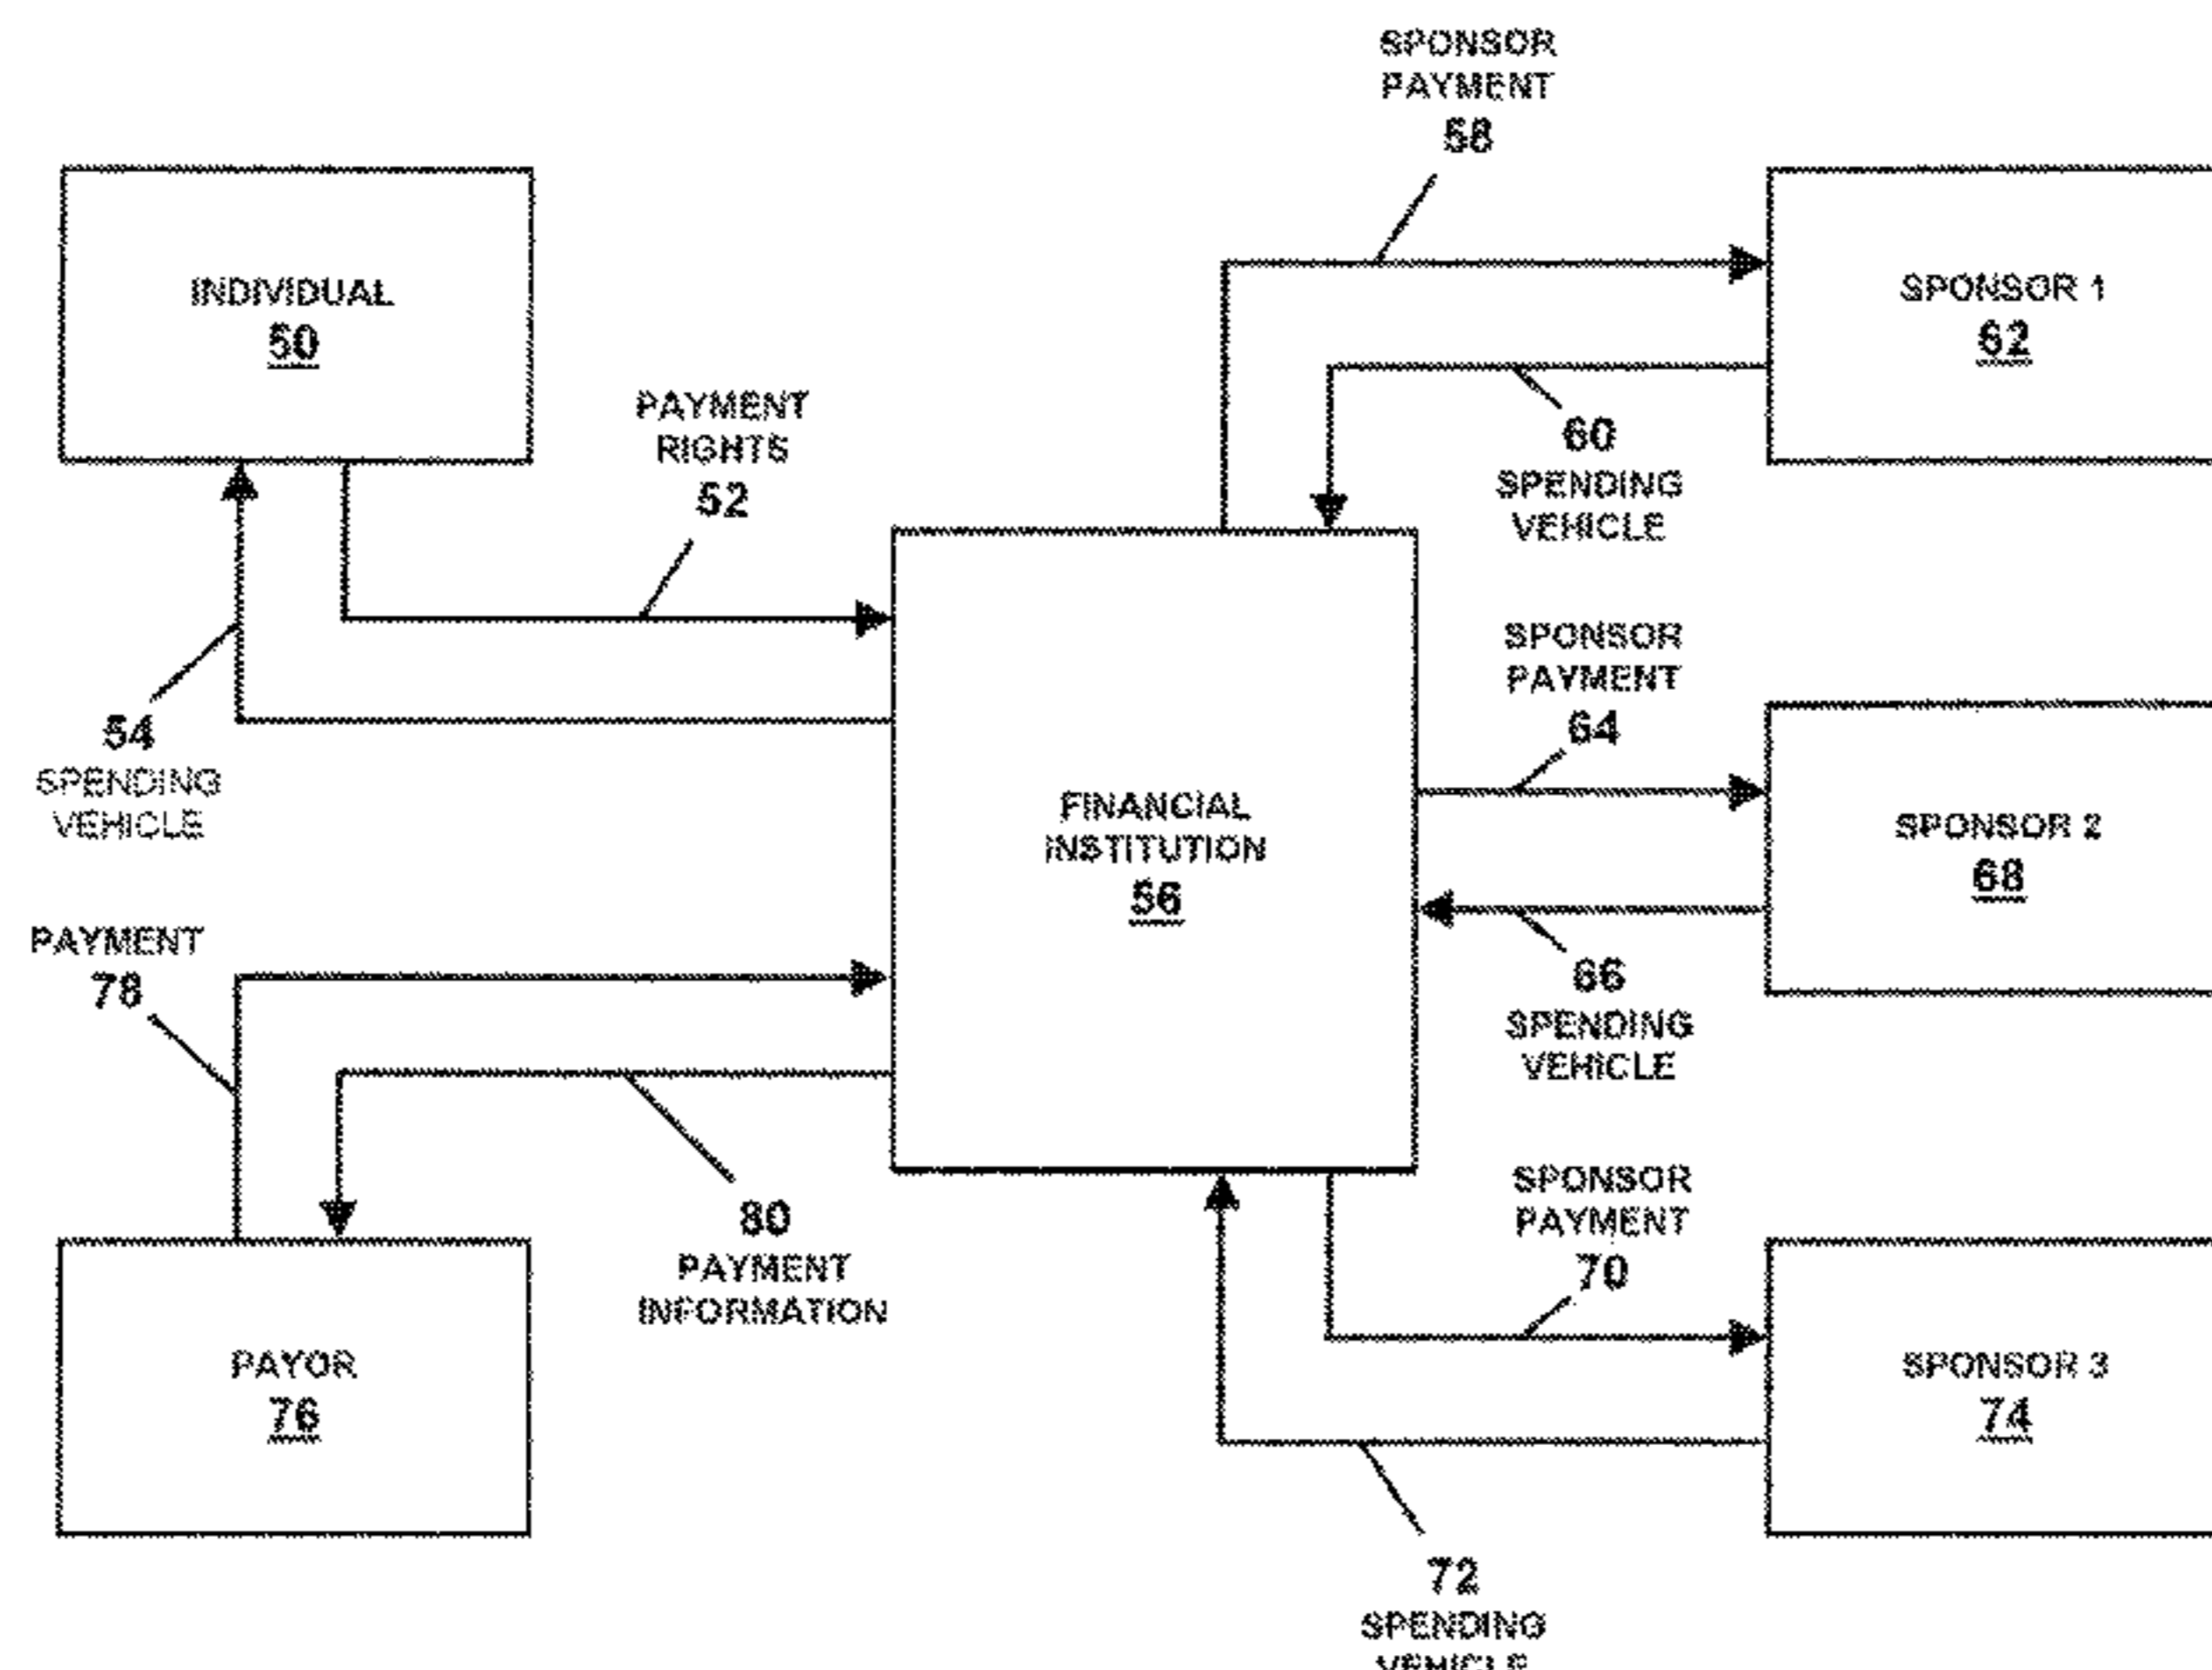 SPONSOR
PAYMENT
58
INDIVIDUAL
50
SPONSOR 1
62
PAYMENT
RIGHTS
52
60
SPENDING
VEHICLE
54
SPENDING
VEHICLE
SPONSOR
PAYMENT
64
FINANCIAL
INSTITUTION
56
SPONSOR 2
68
66
SPENDING
VEHICLE
PAYMENT
78
80
PAYMENT
INFORMATION
SPONSOR
PAYMENT
70
PAYOR
76
SPONSOR 3
74
72
SPENDING
VEHICLE